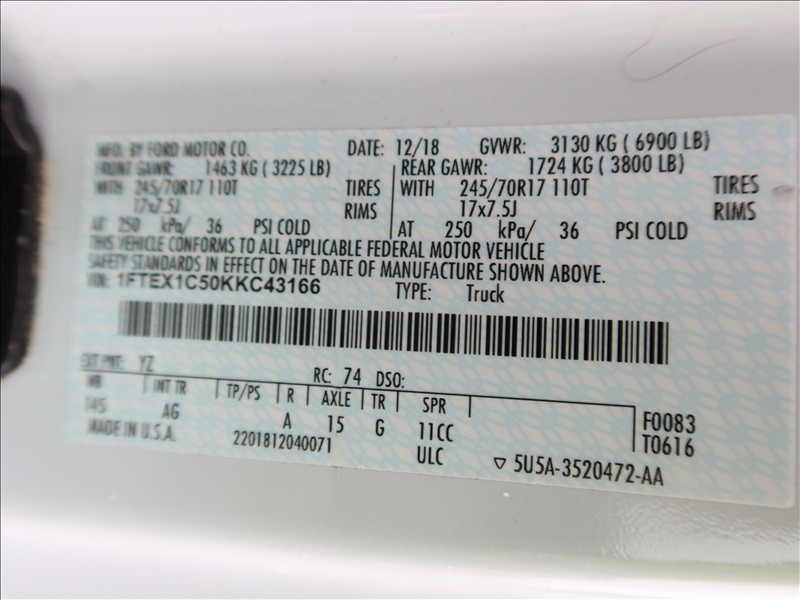 MFD. BY FORD MOTOR CO. DATE: 12/18 GVWR: 3130 KG ( 6900 LB)
FRONT GAWR: 1463 KG ( 3225 LB) REAR GAWR: 1724 KG ( 3800 LB)
WITH 245/70R17 110T TIRES WITH 245/70R17 110T TIRES
17x7.5J RIMS 17x7.5J RIMS
AT 250 kPa/ 36 PSI COLD AT 250 kPa/ 36 PSI COLD
THIS VEHICLE CONFORMS TO ALL APPLICABLE FEDERAL MOTOR VEHICLE
SAFETY STANDARDS IN EFFECT ON THE DATE OF MANUFACTURE SHOWN ABOVE.
VIN: 1FTEX1C50KKC43166 TYPE: Truck
EXT PNT: YZ RC: 74 DSO:
WB INT TR TP/PS R AXLE TR SPR
145 AG A 15 G 11CC F0083
MADE IN U.S.A. 2201812040071 ULC T0616
5U5A-3520472-AA